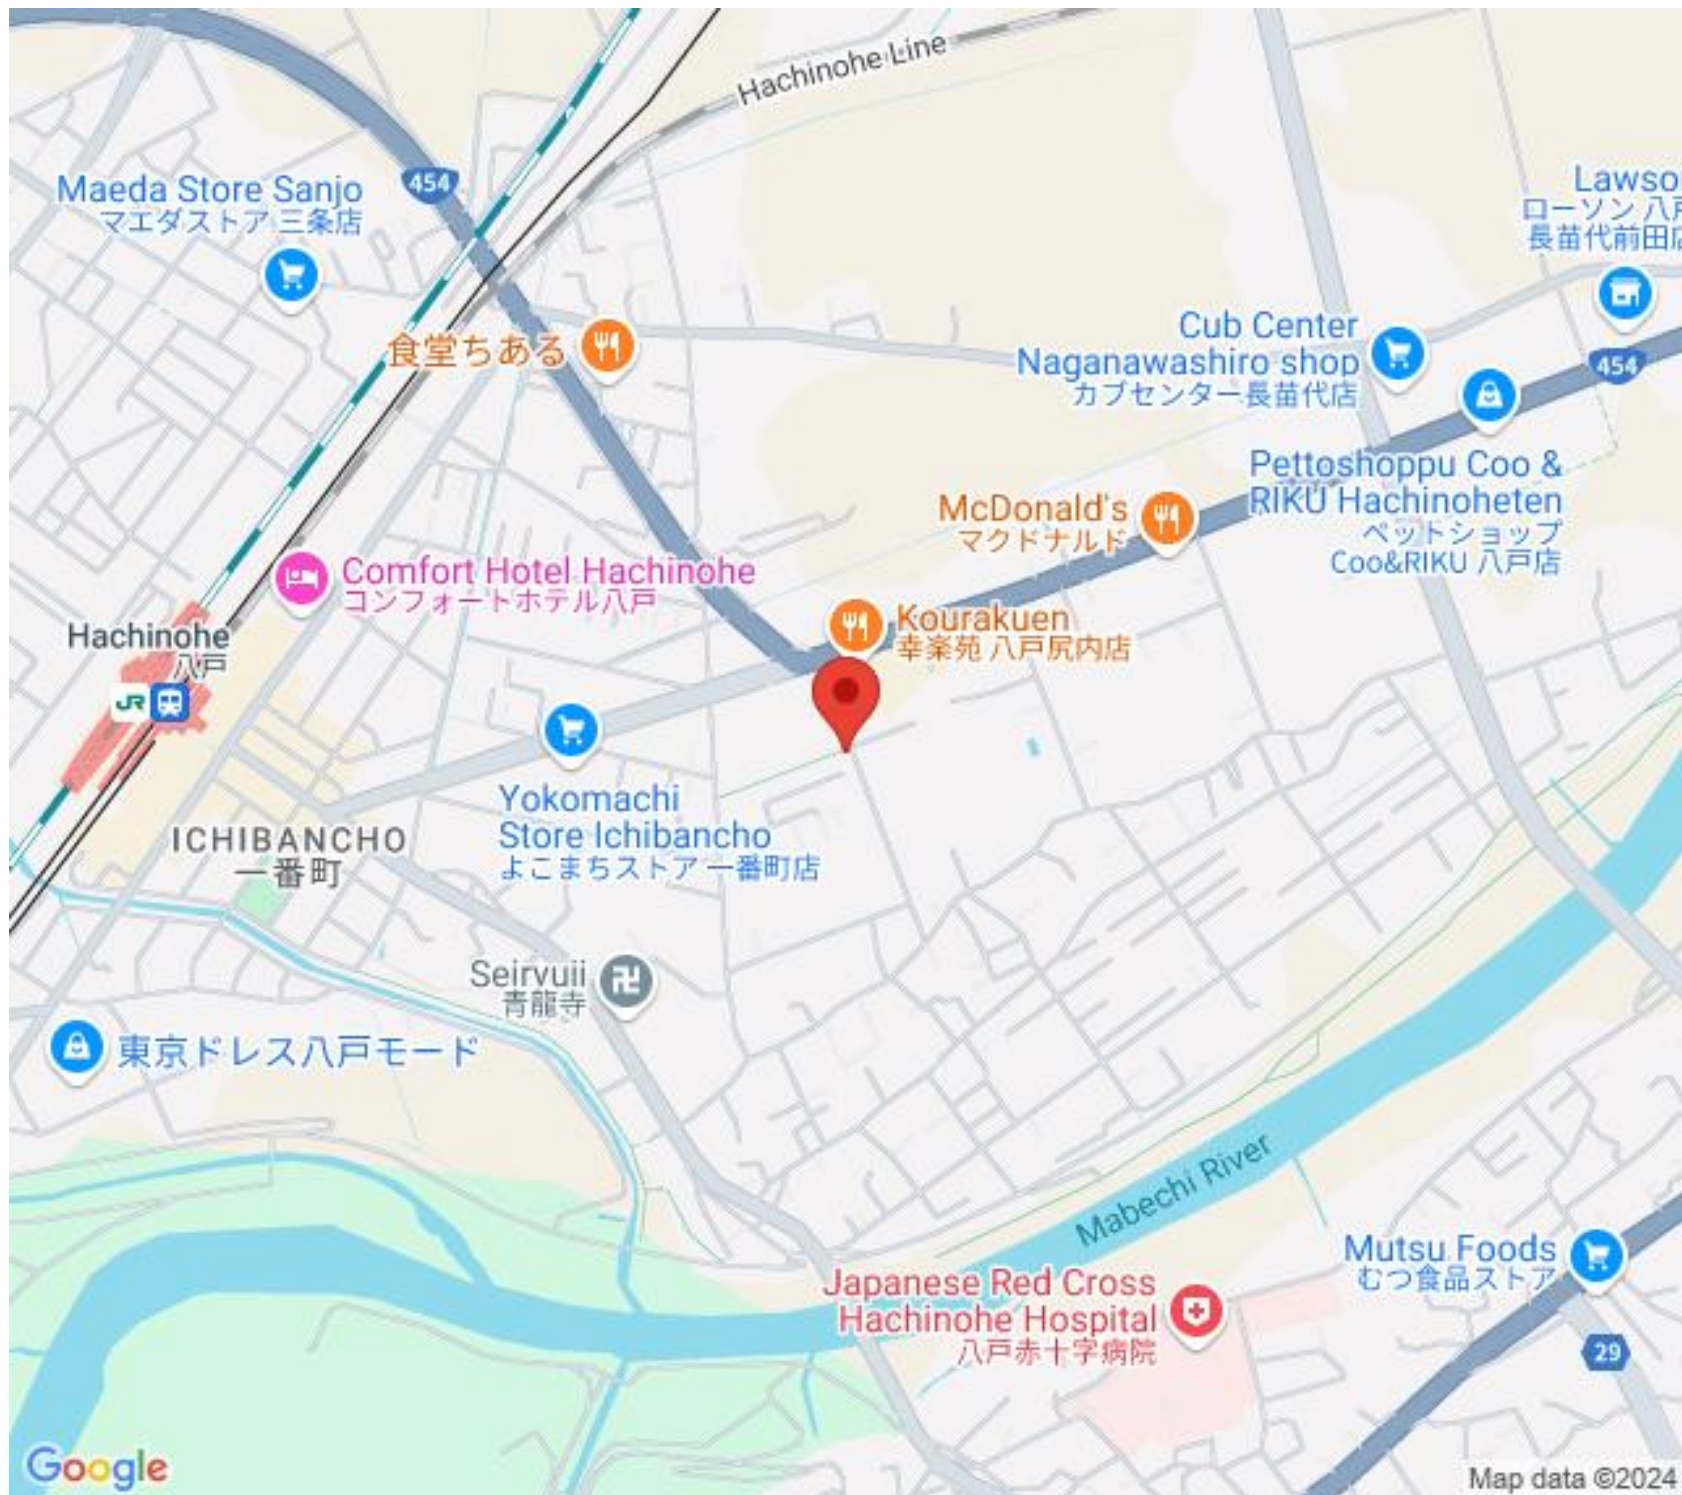 Hachinohe Line
454
Maeda Store Sanjo
マエダストア 三条店
Lawso
ローソン 八戸
長苗代前田店
食堂ちある
Cub Center
Naganawashiro shop
カブセンター長苗代店
454
Pettoshoppu Coo &
RIKU Hachinoheten
ペットショップ
Coo&RIKU 八戸店
McDonald's
マクドナルド
Comfort Hotel Hachinohe
コンフォートホテル八戸
Kourakuen
幸楽苑 八戸尻内店
Hachinohe
八戸
JR
Yokomachi
Store Ichibancho
よこまちストア 一番町店
ICHIBANCHO
一番町
Seiryuji
青龍寺
東京ドレス八戸モード
Mabechi River
Mutsu Foods
むつ食品ストア
Japanese Red Cross
Hachinohe Hospital
八戸赤十字病院
29
Google
Map data ©2024